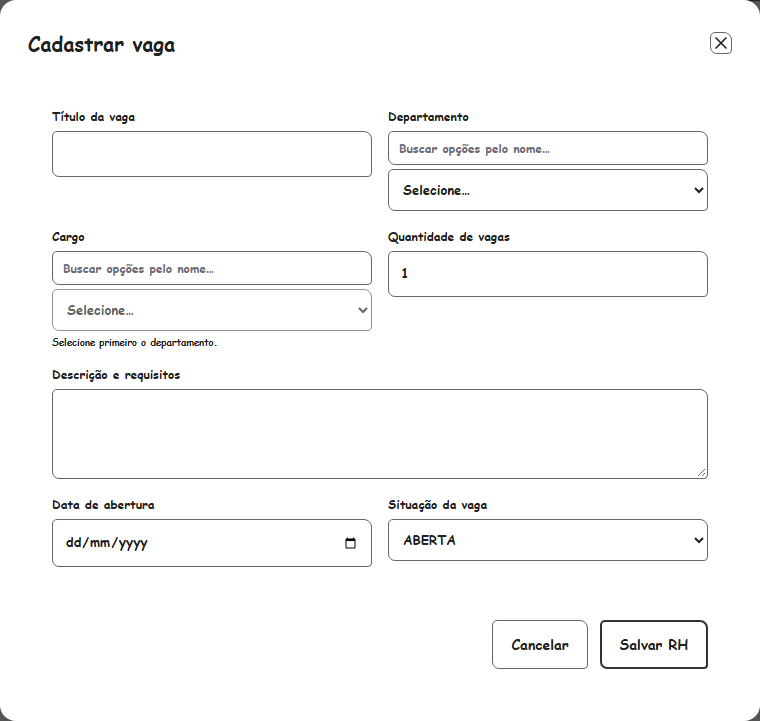 Cadastrar vaga
Título da vaga
Departamento
Buscar opções pelo nome...
Selecione...
Cargo
Buscar opções pelo nome...
Selecione...
Selecione primeiro o departamento.
Quantidade de vagas
1
Descrição e requisitos
Data de abertura
dd/mm/yyyy
Situação da vaga
ABERTA
Cancelar
Salvar RH